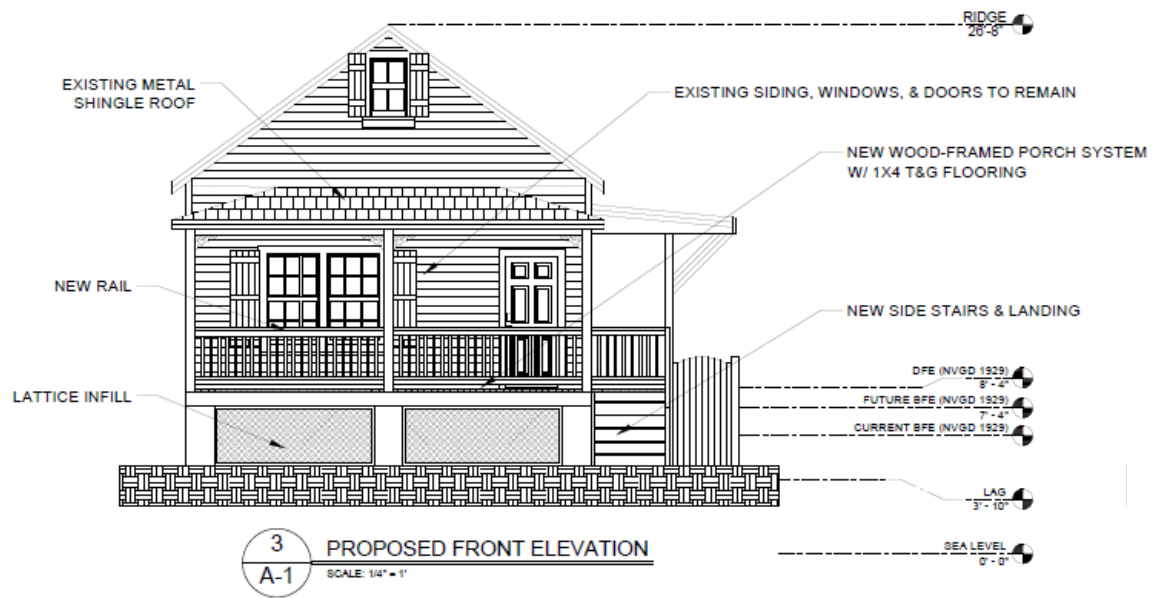 RIDGE
26'-8"
EXISTING METAL
SHINGLE ROOF
EXISTING SIDING, WINDOWS, & DOORS TO REMAIN
NEW WOOD-FRAMED PORCH SYSTEM
W/ 1X4 T&G FLOORING
NEW RAIL
NEW SIDE STAIRS & LANDING
LATTICE INFILL
DFE (NVGD 1929)
8' - 4"
FUTURE BFE (NVGD 1929)
7' - 4"
CURRENT BFE (NVGD 1929)
LAG
3' - 10"
SEA LEVEL
0' - 0"
3
A-1
PROPOSED FRONT ELEVATION
SCALE: 1/4" = 1'